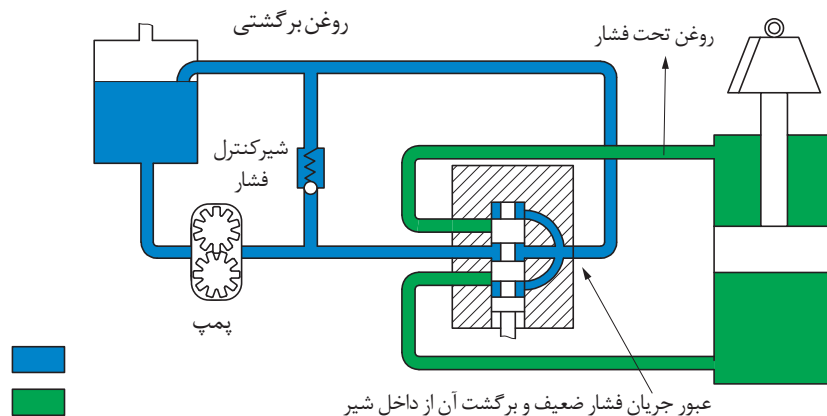 روغن برگشتی
روغن تحت فشار
شیرکنترل
فشار
پمپ
عبور جریان فشار ضعیف و برگشت آن از داخل شیر